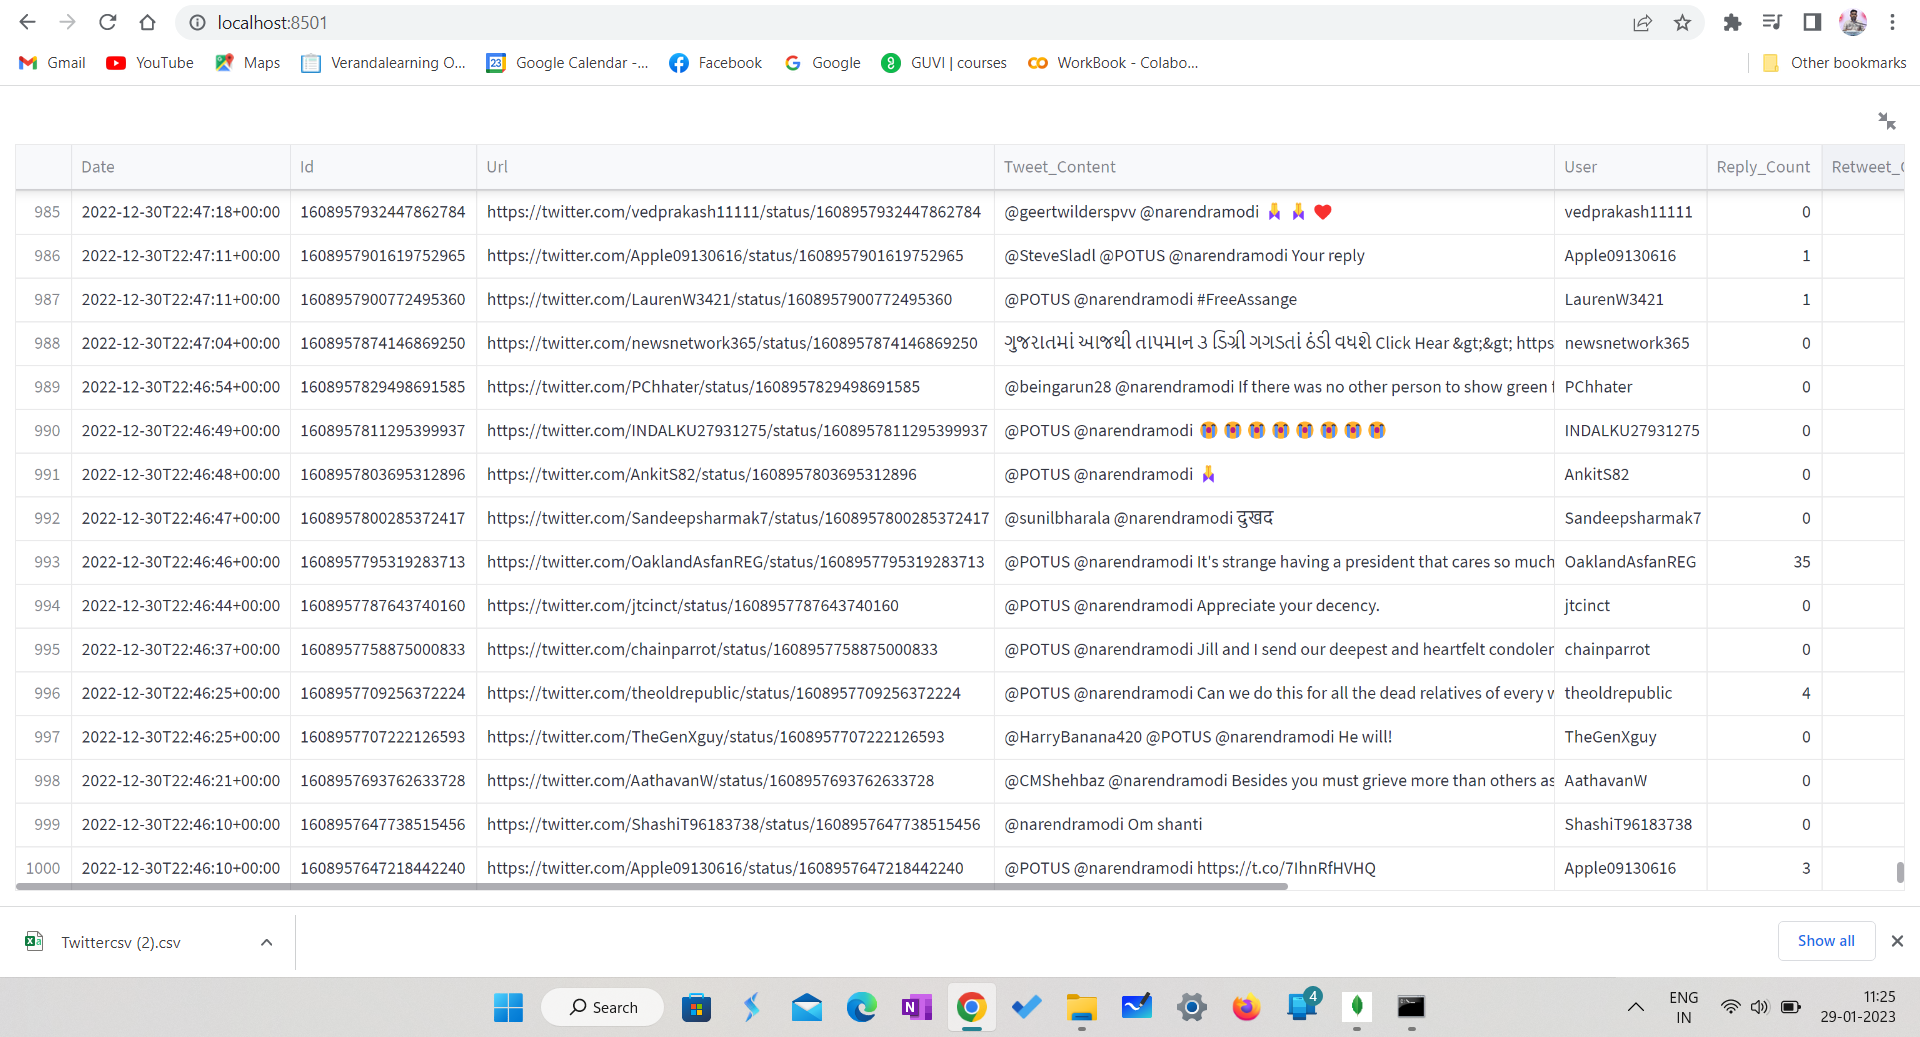 localhost:8501
Gmail YouTube Maps Verandalearning O... Google Calendar -... Facebook Google GUVI | courses WorkBook - Colabo... Other bookmarks
Date Id Url Tweet_Content User Reply_Count Retweet_
985 2022-12-30T22:47:18+00:00 1608957932447862784 https://twitter.com/vedprakash11111/status/1608957932447862784 @geertwilderspvv @narendramodi 🙏 🙏 ❤️ vedprakash11111 0
986 2022-12-30T22:47:11+00:00 1608957901619752965 https://twitter.com/Apple09130616/status/1608957901619752965 @SteveSladl @POTUS @narendramodi Your reply Apple09130616 1
987 2022-12-30T22:47:11+00:00 1608957900772495360 https://twitter.com/LaurenW3421/status/1608957900772495360 @POTUS @narendramodi #FreeAssange LaurenW3421 1
988 2022-12-30T22:47:04+00:00 1608957874146869250 https://twitter.com/newsnetwork365/status/1608957874146869250 ગુજરાતમાં આજથી તાપમાન ૩ ડિગ્રી ગગડતાં ઠંડી વધશે Click Hear &gt;&gt; https newsnetwork365 0
989 2022-12-30T22:46:54+00:00 1608957829498691585 https://twitter.com/PChhater/status/1608957829498691585 @beingarun28 @narendramodi If there was no other person to show green PChhater 0
990 2022-12-30T22:46:49+00:00 1608957811295399937 https://twitter.com/INDALKU27931275/status/1608957811295399937 @POTUS @narendramodi 😭 😭 😭 😭 😭 😭 😭 😭 INDALKU27931275 0
991 2022-12-30T22:46:48+00:00 1608957803695312896 https://twitter.com/AnkitS82/status/1608957803695312896 @POTUS @narendramodi 🙏 AnkitS82 0
992 2022-12-30T22:46:47+00:00 1608957800285372417 https://twitter.com/Sandeepsharmak7/status/1608957800285372417 @sunilbharala @narendramodi दुखद Sandeepsharmak7 0
993 2022-12-30T22:46:46+00:00 1608957795319283713 https://twitter.com/OaklandAsfanREG/status/1608957795319283713 @POTUS @narendramodi It's strange having a president that cares so much OaklandAsfanREG 35
994 2022-12-30T22:46:44+00:00 1608957787643740160 https://twitter.com/jtcinct/status/1608957787643740160 @POTUS @narendramodi Appreciate your decency. jtcinct 0
995 2022-12-30T22:46:37+00:00 1608957758875000833 https://twitter.com/chainparrot/status/1608957758875000833 @POTUS @narendramodi Jill and I send our deepest and heartfelt condolen chainparrot 0
996 2022-12-30T22:46:25+00:00 1608957709256372224 https://twitter.com/theoldrepublic/status/1608957709256372224 @POTUS @narendramodi Can we do this for all the dead relatives of every w theoldrepublic 4
997 2022-12-30T22:46:25+00:00 1608957707222126593 https://twitter.com/TheGenXguy/status/1608957707222126593 @HarryBanana420 @POTUS @narendramodi He will! TheGenXguy 0
998 2022-12-30T22:46:21+00:00 1608957693762633728 https://twitter.com/AathavanW/status/1608957693762633728 @CMShehbaz @narendramodi Besides you must grieve more than others as AathavanW 0
999 2022-12-30T22:46:10+00:00 1608957647738515456 https://twitter.com/ShashiT96183738/status/1608957647738515456 @narendramodi Om shanti ShashiT96183738 0
1000 2022-12-30T22:46:10+00:00 1608957647218442240 https://twitter.com/Apple09130616/status/1608957647218442240 @POTUS @narendramodi https://t.co/7IhnRfHVHQ Apple09130616 3
Twittercsv (2).csv Show all
Search 4 ENG 11:25
IN 29-01-2023